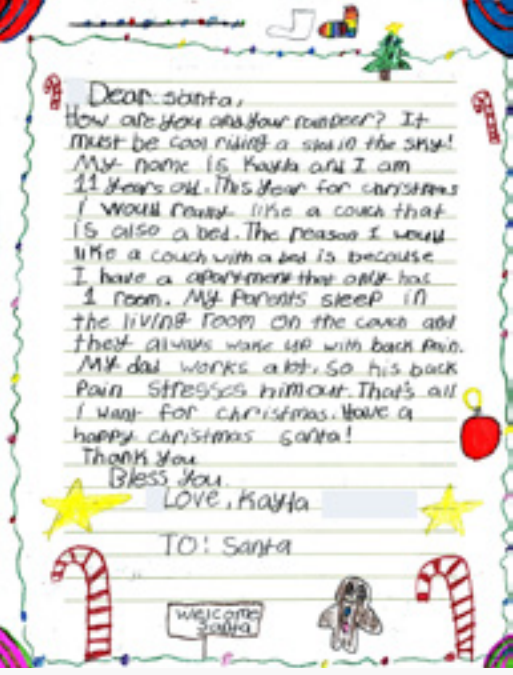 Dear santa,
How are you and your raindeer? It
must be cool riding a sled in the sky!
My name is Kayla and I am
11 years old. This year for christmas
I would really like a couch that
is also a bed. The reason I would
like a couch with a bed is because
I have a apartment that only has
1 room. My Parents sleep in
the living room on the couch and
they always wake up with back Pain.
My dad works a lot. So his back
Pain stresses him out. That's all
I want for christmas. Have a
happy christmas santa!
Thank you
Bless you.
Love, Kayla
TO: Santa
Welcome
Santa